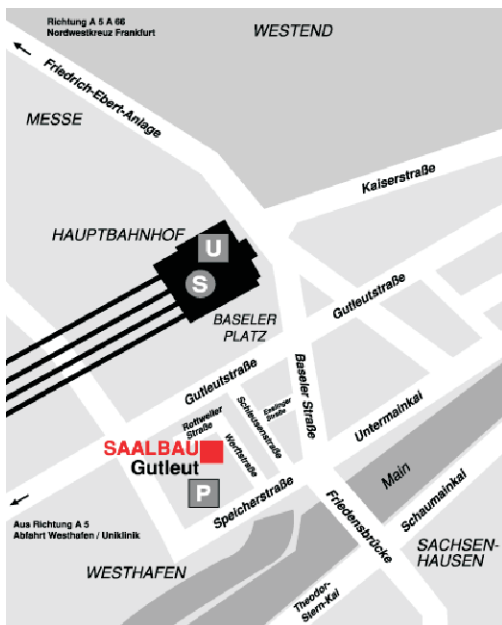 Richtung A 5 A 66
Nordwestkreuz Frankfurt
WESTEND
Friedrich-Ebert-Anlage
MESSE
Kaiserstraße
HAUPTBAHNHOF
U
S
BASELER
PLATZ
Gutleutstraße
Gutleutstraße
Baseler Straße
Rottweiler
Straße
Schleusenstraße
Esslinger
Straße
Werftstraße
Untermainkai
SAALBAU
Gutleut
P
Speicherstraße
Main
Friedensbrücke
Schaumainkai
Aus Richtung A 5
Abfahrt Westhafen / Uniklinik
WESTHAFEN
SACHSEN-
HAUSEN
Theodor-
Stern-Kai